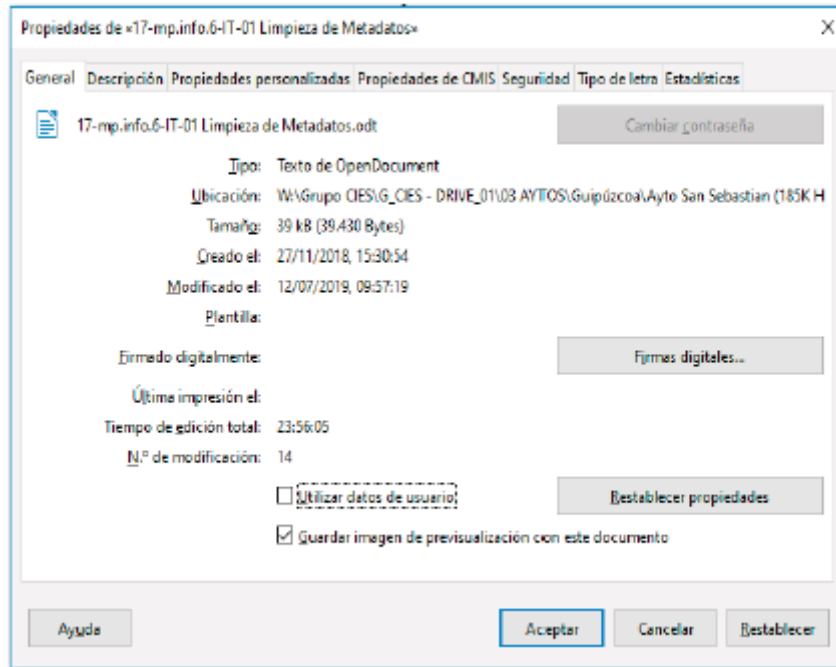 Propiedades de «17-mp.info.6-IT-01 Limpieza de Metadatos»
General Descripción Propiedades personalizadas Propiedades de CMIS Seguridad Tipo de letra Estadísticas
17-mp.info.6-IT-01 Limpieza de Metadatos.odt Cambiar contraseña
Tipo: Texto de OpenDocument
Ubicación: W:\Grupo CIES\G_CIES - DRIVE_01\03 AYTOS\Guipúzcoa\Ayto San Sebastian (185K H
Tamaño: 39 kB (39.430 Bytes)
Creado el: 27/11/2018, 15:30:54
Modificado el: 12/07/2019, 09:57:19
Plantilla:
Firmado digitalmente: Firmas digitales...
Última impresión el:
Tiempo de edición total: 23:56:05
N.º de modificación: 14
Utilizar datos de usuario Restablecer propiedades
Guardar imagen de previsualización con este documento
Ayuda Aceptar Cancelar Restablecer